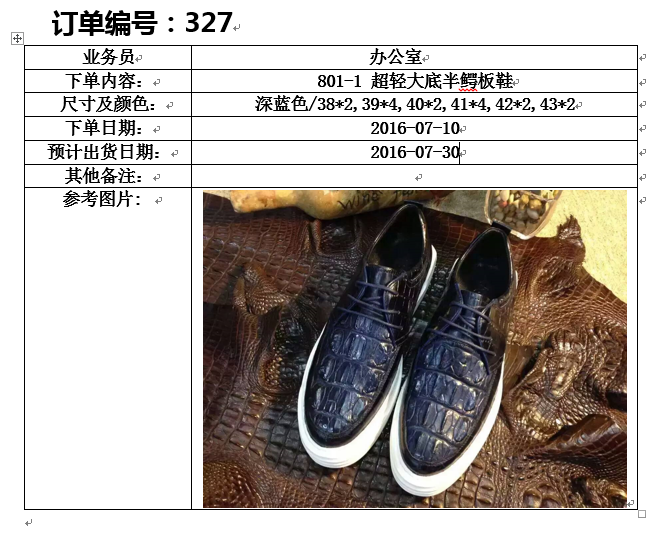 订单编号：327
业务员 办公室
下单内容： 801-1 超轻大底半鳄板鞋
尺寸及颜色： 深蓝色/38*2,39*4,40*2,41*4,42*2,43*2
下单日期： 2016-07-10
预计出货日期： 2016-07-30
其他备注：
参考图片：